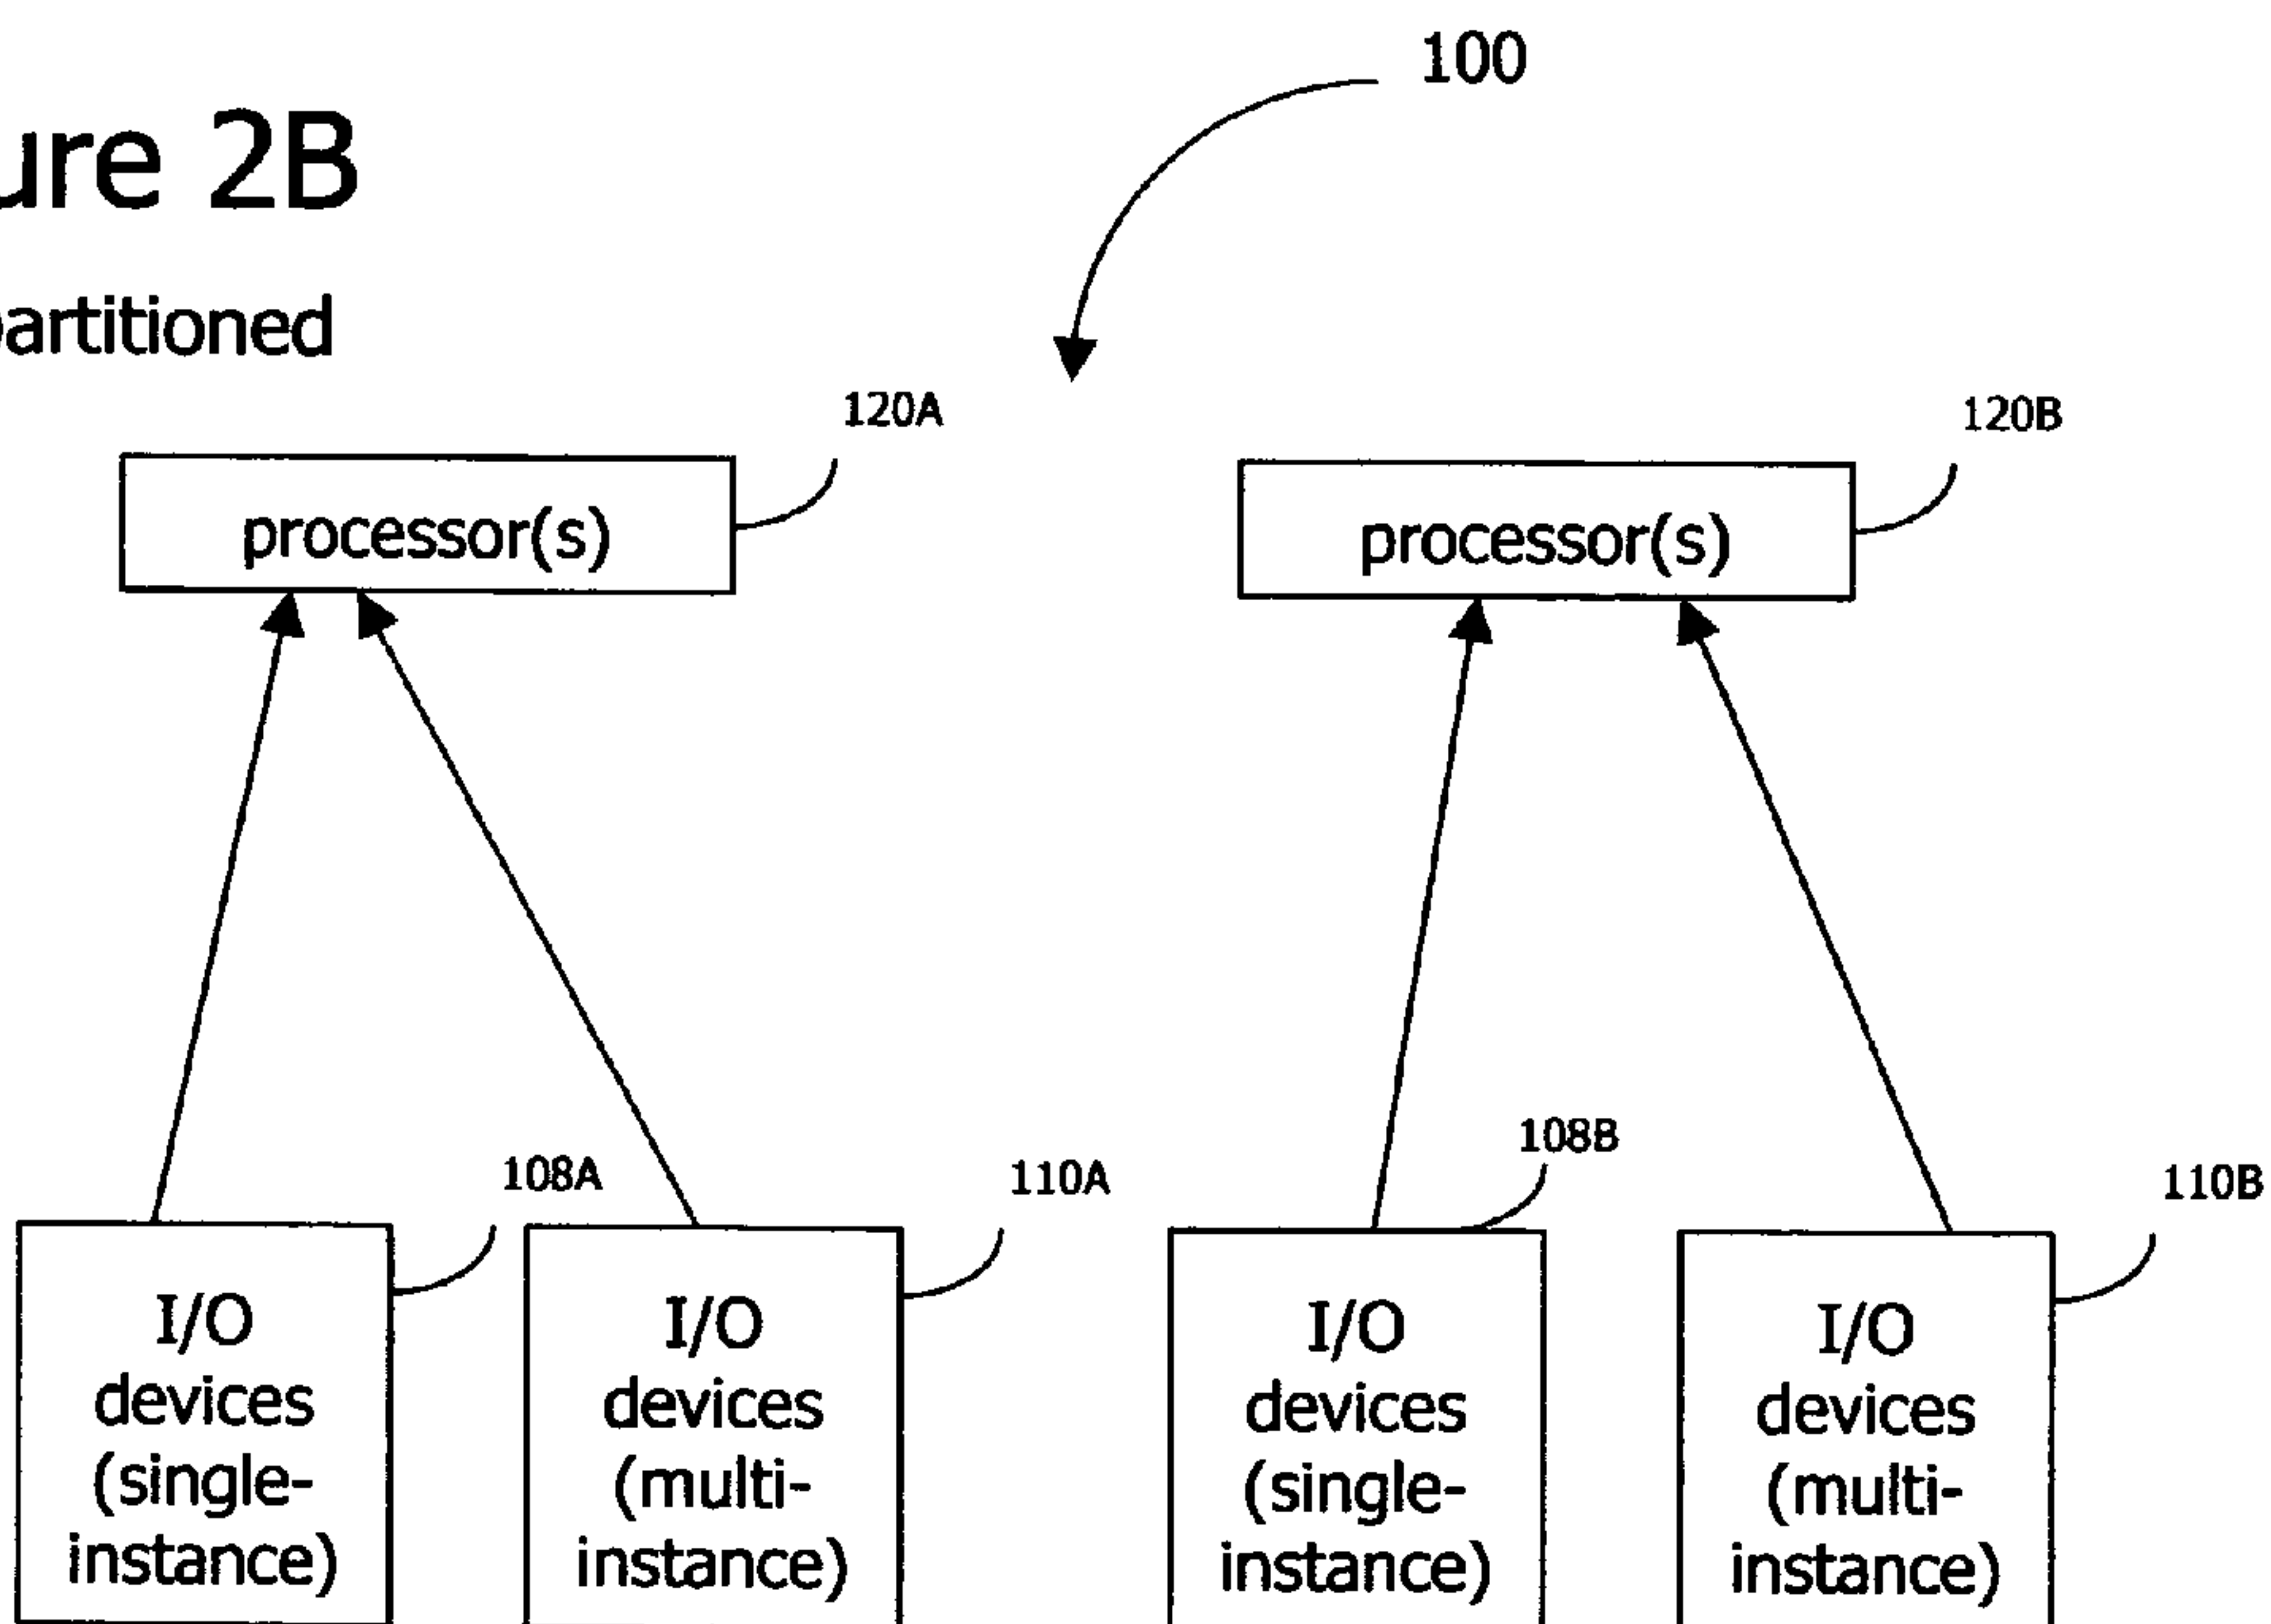 100
ure 2B
artitioned
120A
120B
processor(s)
processor(s)
108A
110A
108B
110B
I/O
devices
(single-
instance)
I/O
devices
(multi-
instance)
I/O
devices
(single-
instance)
I/O
devices
(multi-
instance)